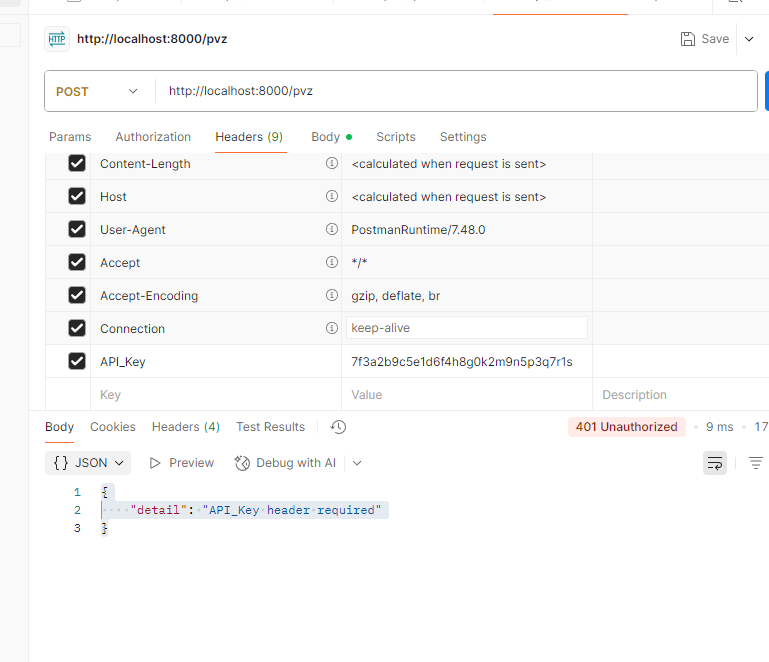 HTTP http://localhost:8000/pvz Save
POST http://localhost:8000/pvz
Params Authorization Headers (9) Body Scripts Settings
Content-Length <calculated when request is sent>
Host <calculated when request is sent>
User-Agent PostmanRuntime/7.48.0
Accept */*
Accept-Encoding gzip, deflate, br
Connection keep-alive
API_Key 7f3a2b9c5e1d6f4h8g0k2m9n5p3q7r1s
Key Value Description
Body Cookies Headers (4) Test Results 401 Unauthorized 9 ms 17
{} JSON Preview Debug with AI
1 {
2 "detail": "API_Key header required"
3 }